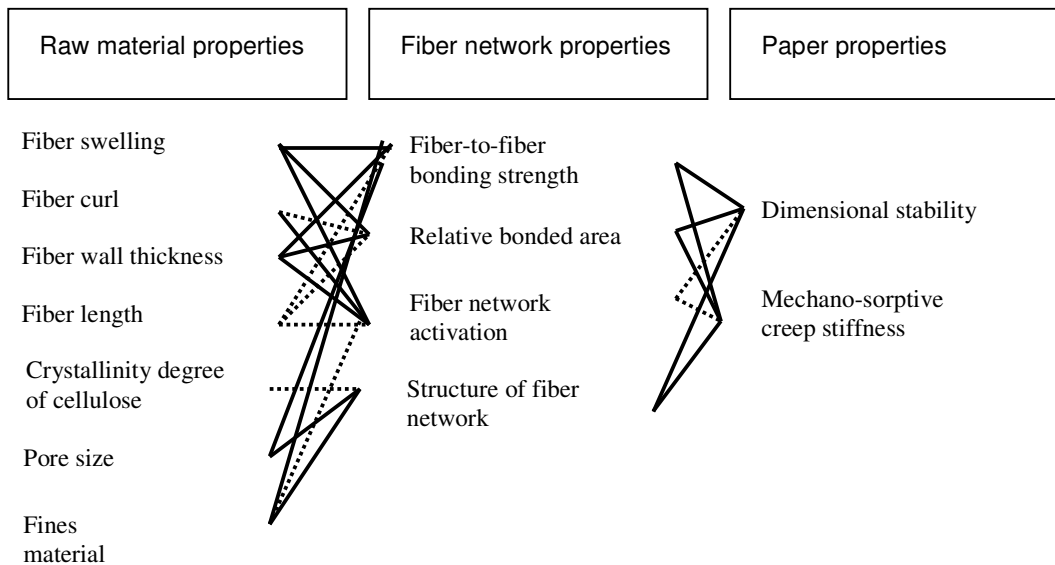 Raw material properties
Fiber network properties
Paper properties
Fiber swelling
Fiber curl
Fiber wall thickness
Fiber length
Crystallinity degree
of cellulose
Pore size
Fines
material
Fiber-to-fiber
bonding strength
Relative bonded area
Fiber network
activation
Structure of fiber
network
Dimensional stability
Mechano-sorptive
creep stiffness